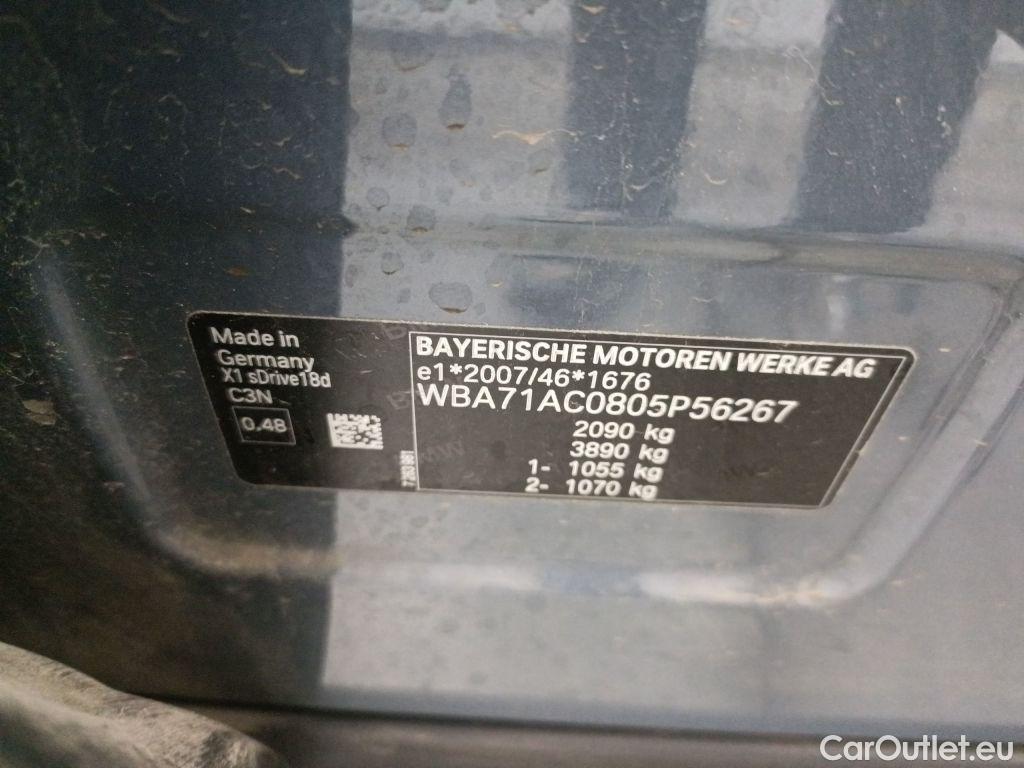 Made in
Germany
X1 sDrive18d
C3N
0.48
BAYERISCHE MOTOREN WERKE AG
e1*2007/46*1676
WBA71AC0805P56267
2090 kg
3890 kg
1- 1055 kg
2- 1070 kg
CarOutlet.eu